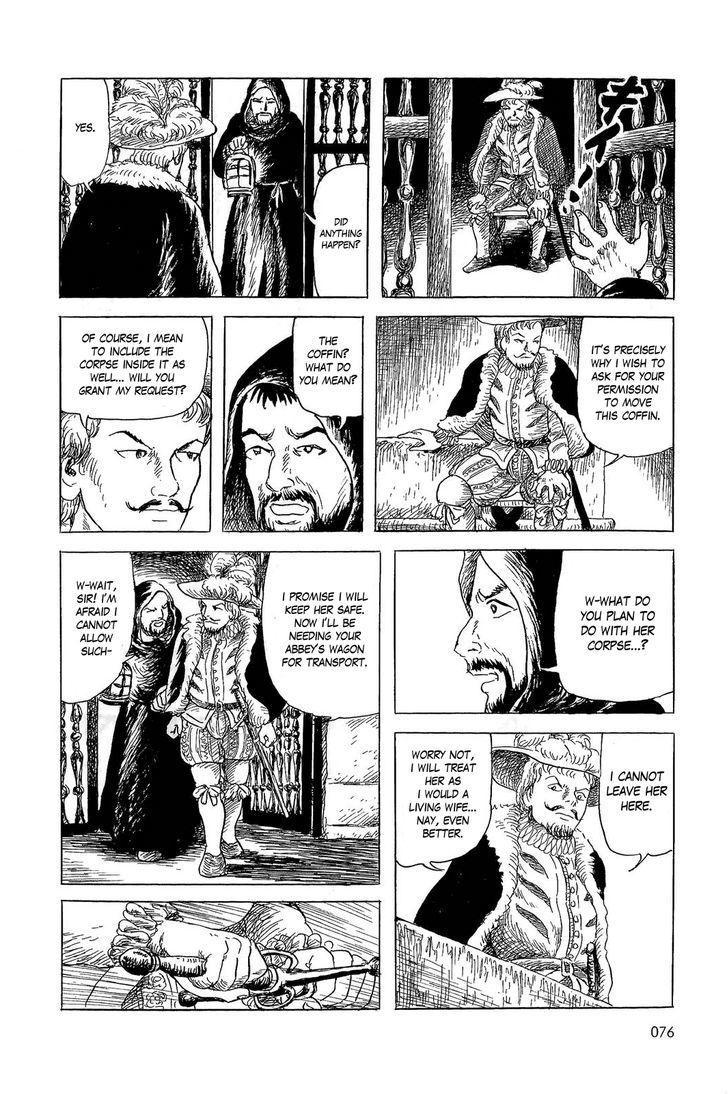 ギイイ…
DID
ANYTHING
HAPPEN?
YES.
IT'S PRECISELY
WHY I WISH TO
ASK FOR YOUR
PERMISSION
TO MOVE
THIS COFFIN.
THE
COFFIN?
WHAT DO
YOU MEAN?
OF COURSE, I MEAN
TO INCLUDE THE
CORPSE INSIDE IT AS
WELL... WILL YOU
GRANT MY REQUEST?
W-WHAT DO
YOU PLAN TO
DO WITH HER
CORPSE...?
I CANNOT
LEAVE HER
HERE.
WORRY NOT,
I WILL TREAT
HER AS
I WOULD A
LIVING WIFE...
NAY, EVEN
BETTER.
I PROMISE I WILL
KEEP HER SAFE.
NOW I'LL BE
NEEDING YOUR
ABBEY'S WAGON
FOR TRANSPORT.
W-WAIT,
SIR! I'M
AFRAID I
CANNOT
ALLOW
SUCH-
076